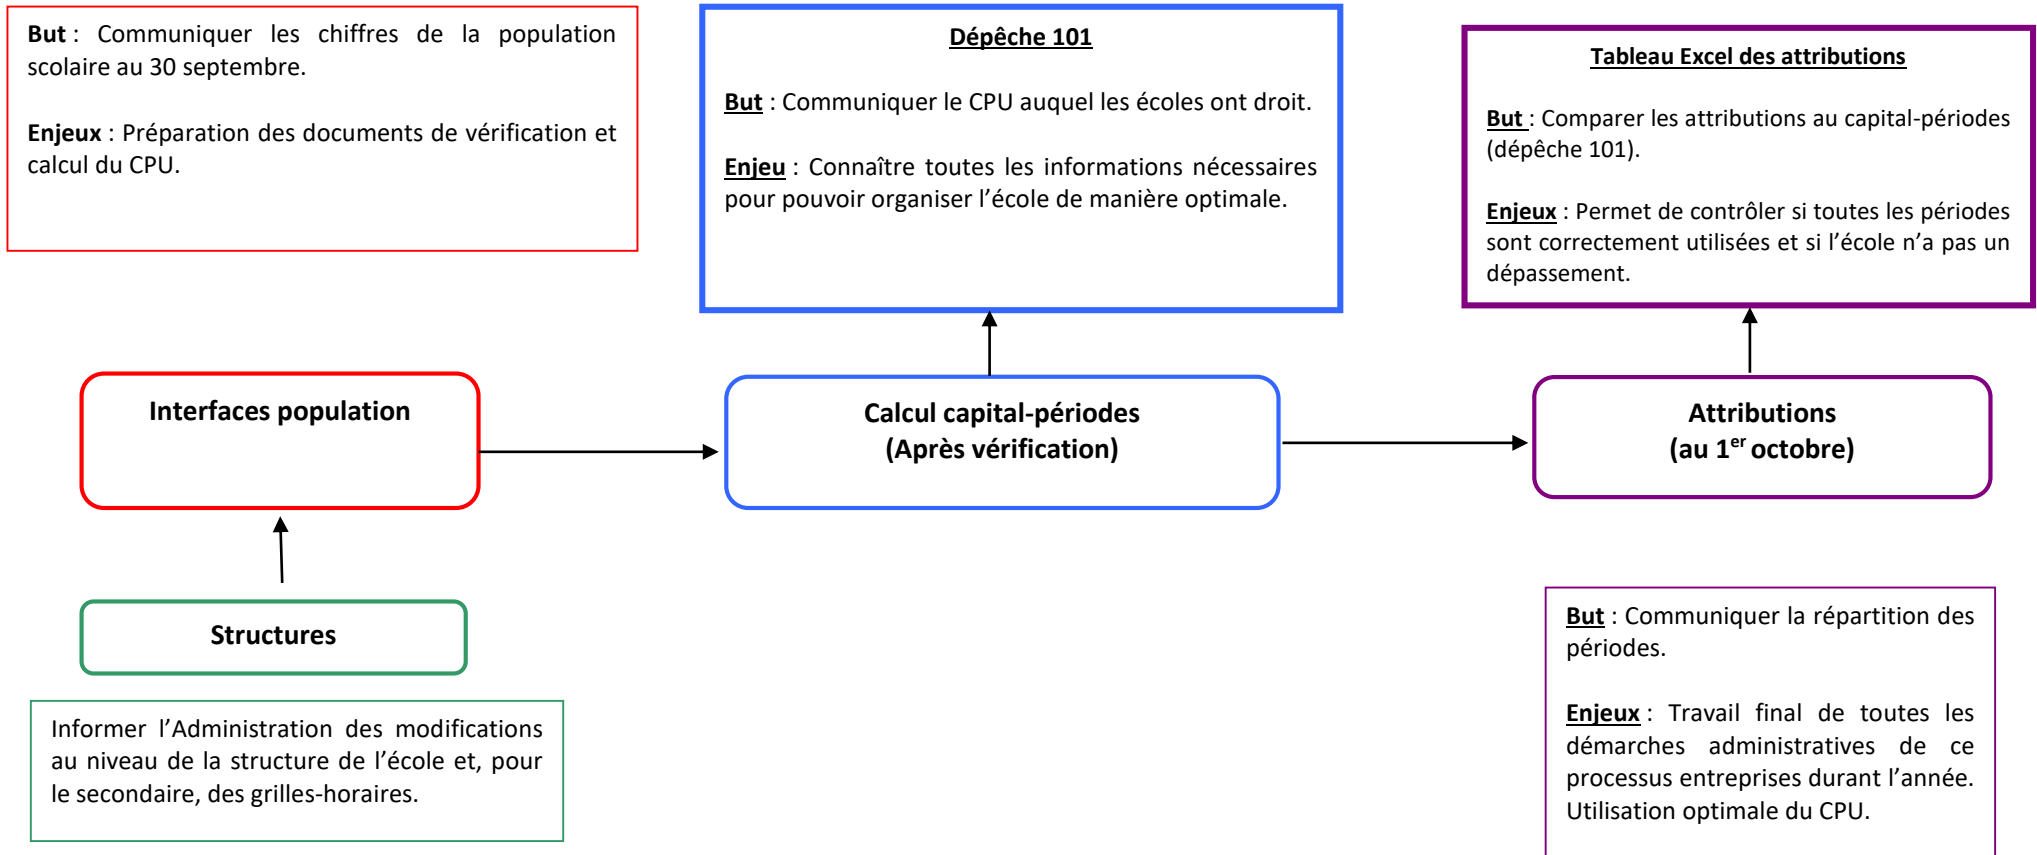 But : Communiquer les chiffres de la population
scolaire au 30 septembre.
Enjeux : Préparation des documents de vérification et
calcul du CPU.
Dépêche 101
But : Communiquer le CPU auquel les écoles ont droit.
Enjeu : Connaître toutes les informations nécessaires
pour pouvoir organiser l’école de manière optimale.
Tableau Excel des attributions
But : Comparer les attributions au capital-périodes
(dépêche 101).
Enjeux : Permet de contrôler si toutes les périodes
sont correctement utilisées et si l’école n’a pas un
dépassement.
Interfaces population
Calcul capital-périodes
(Après vérification)
Attributions
(au 1er octobre)
Structures
Informer l’Administration des modifications
au niveau de la structure de l’école et, pour
le secondaire, des grilles-horaires.
But : Communiquer la répartition des
périodes.
Enjeux : Travail final de toutes les
démarches administratives de ce
processus entreprises durant l’année.
Utilisation optimale du CPU.